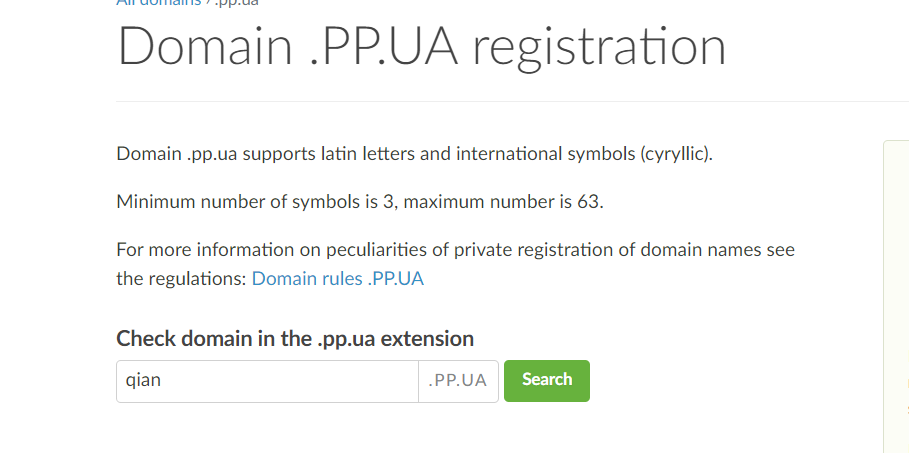 All domains › .pp.ua
Domain .PP.UA registration
Domain .pp.ua supports latin letters and international symbols (cyryllic).
Minimum number of symbols is 3, maximum number is 63.
For more information on peculiarities of private registration of domain names see
the regulations: Domain rules .PP.UA
Check domain in the .pp.ua extension
qian .PP.UA Search